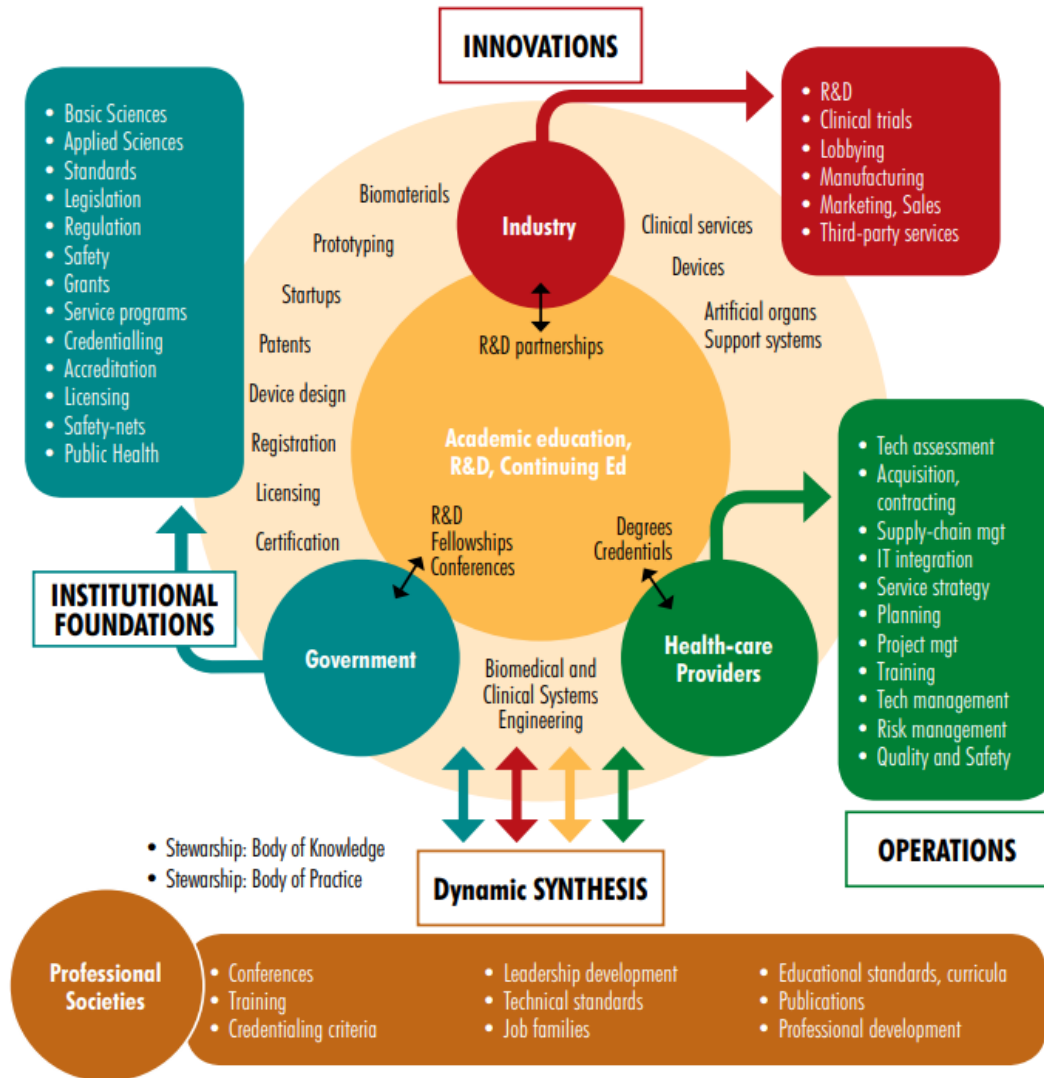 INNOVATIONS
• Basic Sciences
• Applied Sciences
• Standards
• Legislation
• Regulation
• Safety
• Grants
• Service programs
• Credentialling
• Accreditation
• Licensing
• Safety-nets
• Public Health
• R&D
• Clinical trials
• Lobbying
• Manufacturing
• Marketing, Sales
• Third-party services
Industry
Biomaterials
Prototyping
Startups
Patents
Device design
Registration
Licensing
Certification
Clinical services
Devices
Artificial organs
Support systems
R&D partnerships
Academic education,
R&D, Continuing Ed
R&D
Fellowships
Conferences
Degrees
Credentials
INSTITUTIONAL
FOUNDATIONS
Government
Biomedical and
Clinical Systems
Engineering
Health-care
Providers
• Tech assessment
• Acquisition,
contracting
• Supply-chain mgt
• IT integration
• Service strategy
• Planning
• Project mgt
• Training
• Tech management
• Risk management
• Quality and Safety
OPERATIONS
• Stewarship: Body of Knowledge
• Stewarship: Body of Practice
Dynamic SYNTHESIS
Professional
Societies
• Conferences
• Training
• Credentialing criteria
• Leadership development
• Technical standards
• Job families
• Educational standards, curricula
• Publications
• Professional development